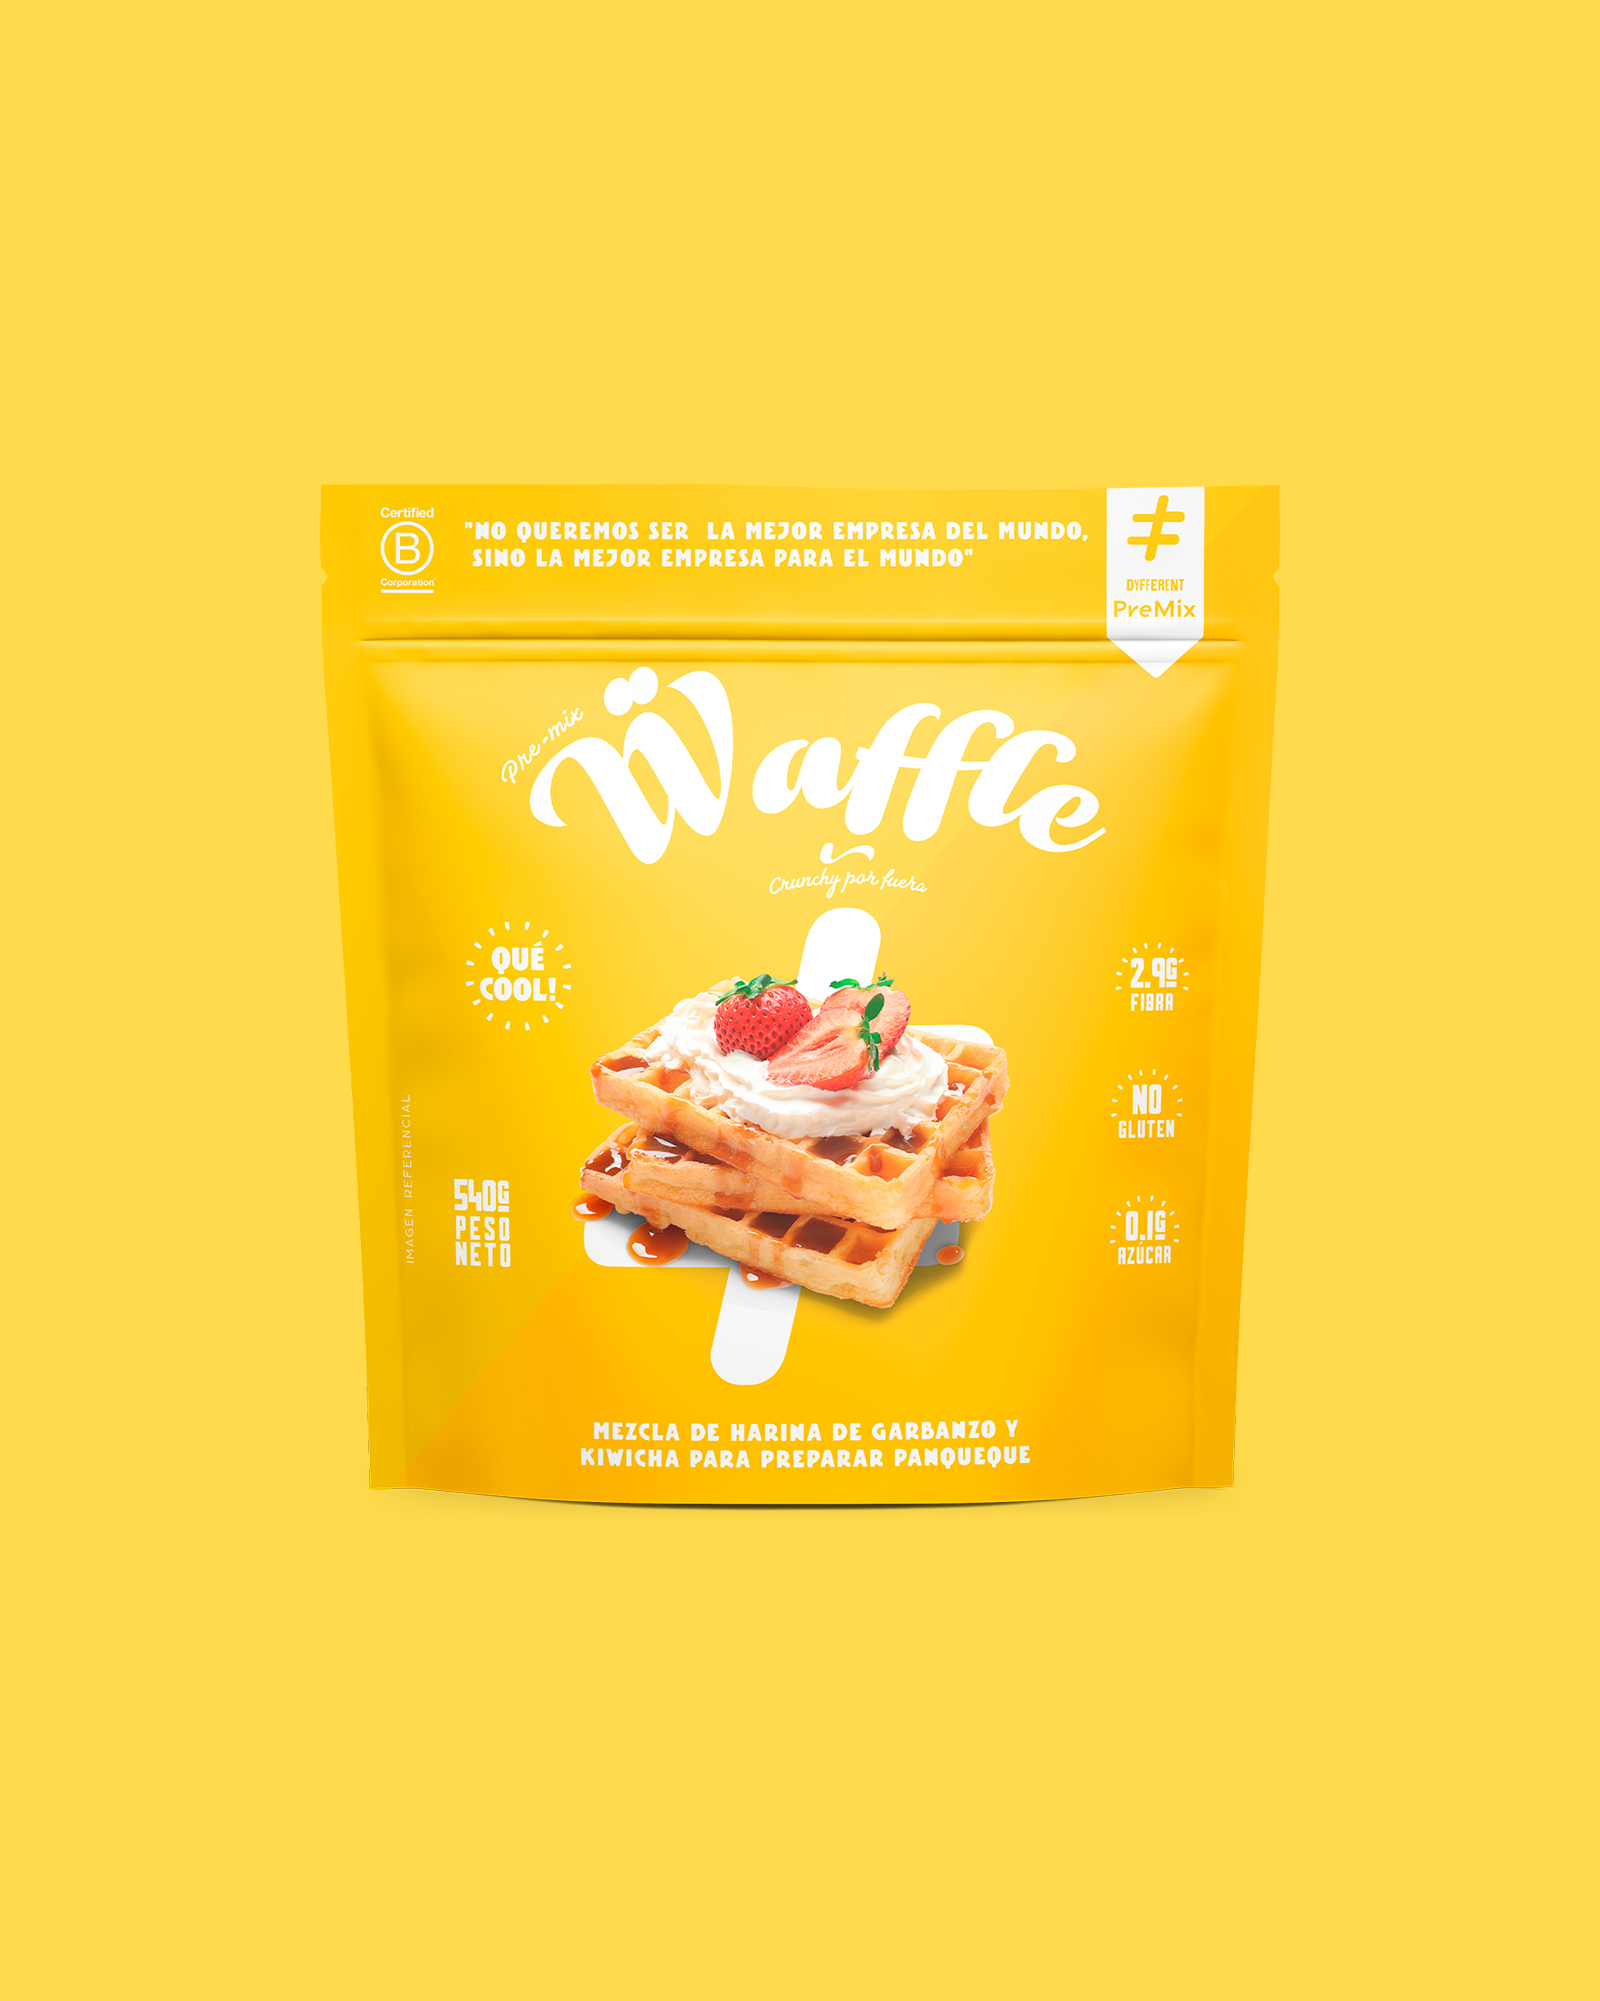 Certified
B
Corporation
"NO QUEREMOS SER LA MEJOR EMPRESA DEL MUNDO,
SINO LA MEJOR EMPRESA PARA EL MUNDO"
DYFFERENT
PreMix
Pre-mix
Waffle
Crunchy por fuera
QUÉ
COOL!
2.9G
FIBRA
NO
GLUTEN
0.1G
AZÚCAR
IMAGEN REFERENCIAL
540G
PESO
NETO
MEZCLA DE HARINA DE GARBANZO Y
KIWICHA PARA PREPARAR PANQUEQUE